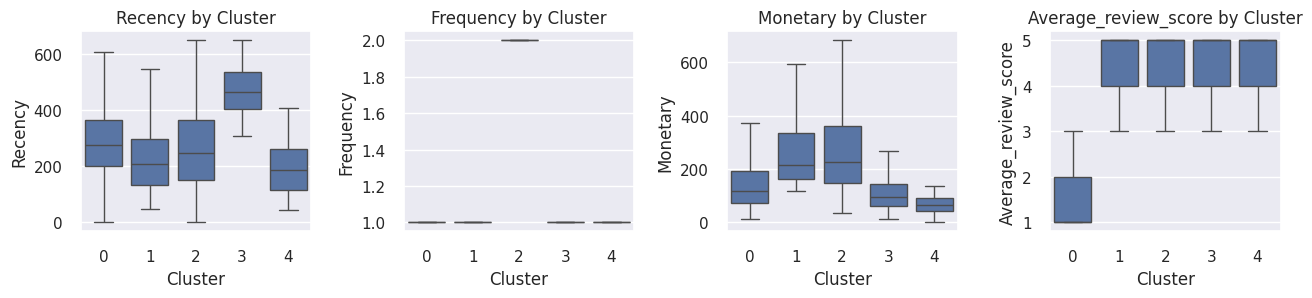 Recency by Cluster
Recency
600
400
200
0
0 1 2 3 4
Cluster
Frequency by Cluster
Frequency
2.0
1.8
1.6
1.4
1.2
1.0
0 1 2 3 4
Cluster
Monetary by Cluster
Monetary
600
400
200
0
0 1 2 3 4
Cluster
Average_review_score by Cluster
Average_review_score
5
4
3
2
1
0 1 2 3 4
Cluster